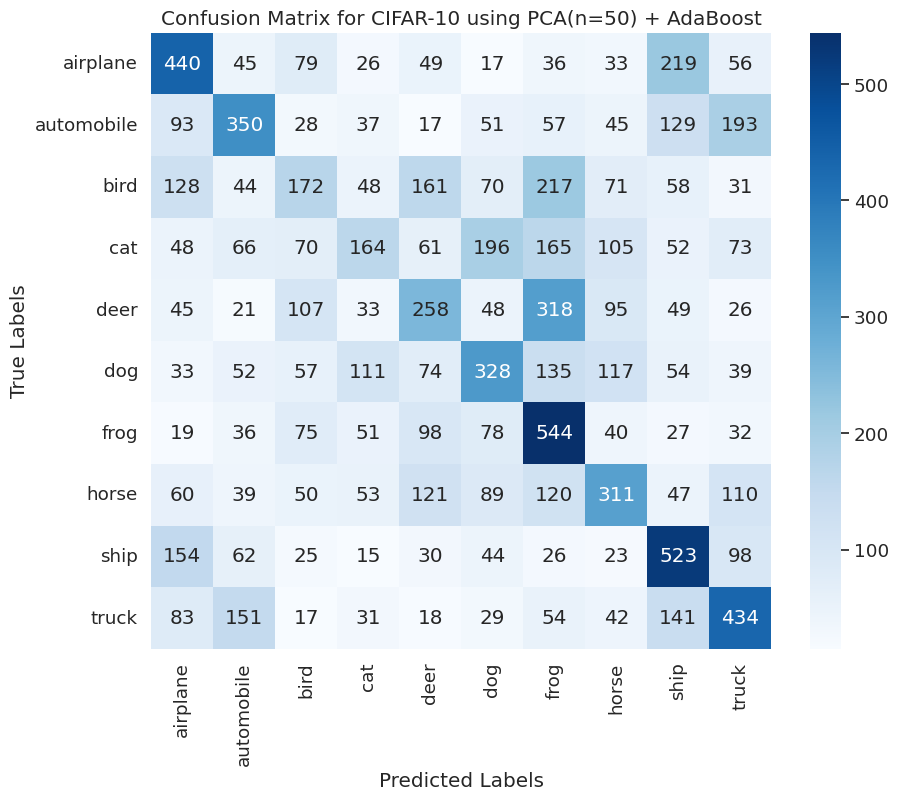 Confusion Matrix for CIFAR-10 using PCA(n=50) + AdaBoost
airplane 440 45 79 26 49 17 36 33 219 56
automobile 93 350 28 37 17 51 57 45 129 193
bird 128 44 172 48 161 70 217 71 58 31
cat 48 66 70 164 61 196 165 105 52 73
deer 45 21 107 33 258 48 318 95 49 26
dog 33 52 57 111 74 328 135 117 54 39
frog 19 36 75 51 98 78 544 40 27 32
horse 60 39 50 53 121 89 120 311 47 110
ship 154 62 25 15 30 44 26 23 523 98
truck 83 151 17 31 18 29 54 42 141 434
airplane automobile bird cat deer dog frog horse ship truck
Predicted Labels
True Labels
500
400
300
200
100